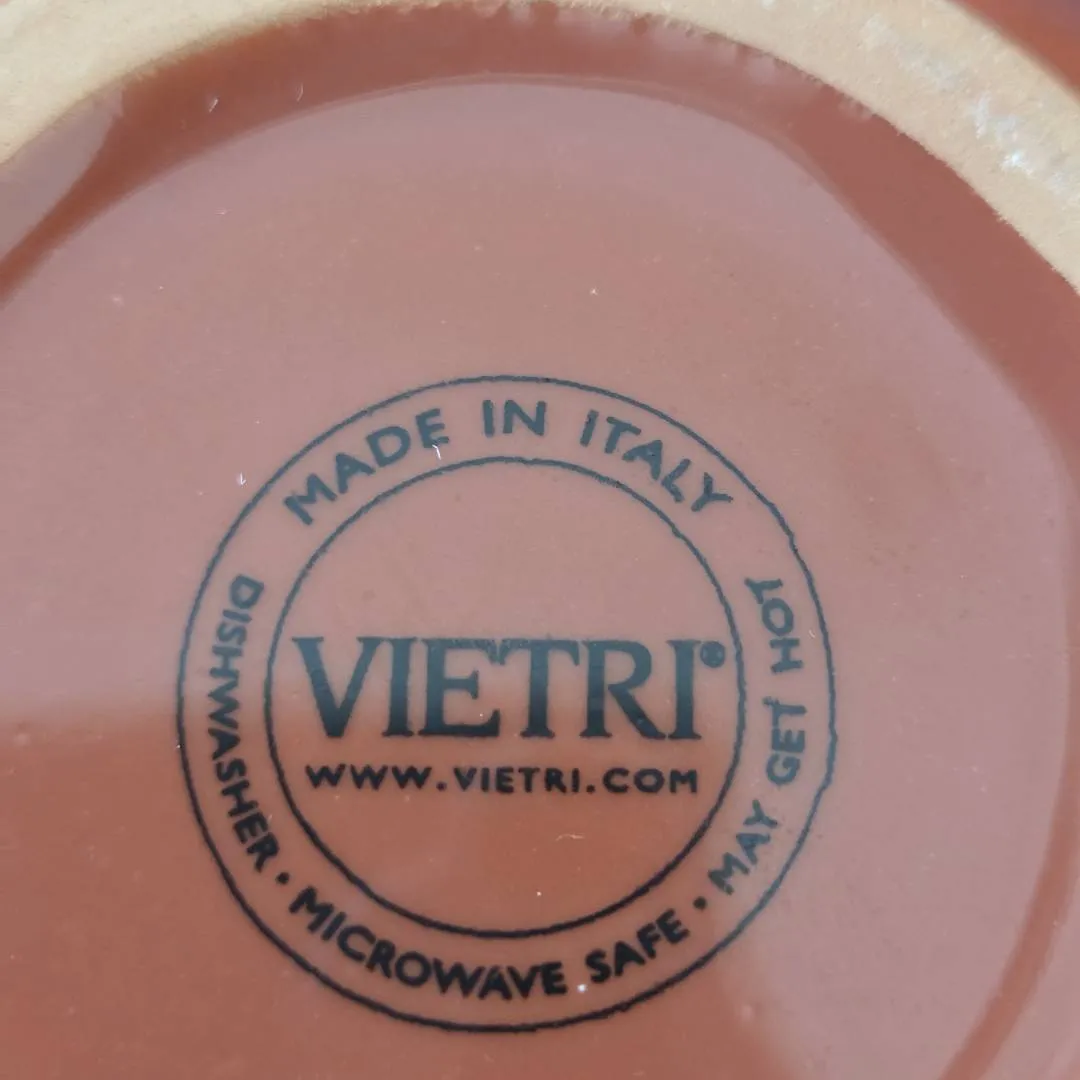 MADE IN ITALY
VIETRI®
WWW.VIETRI.COM
DISHWASHER • MICROWAVE SAFE • MAY GET HOT